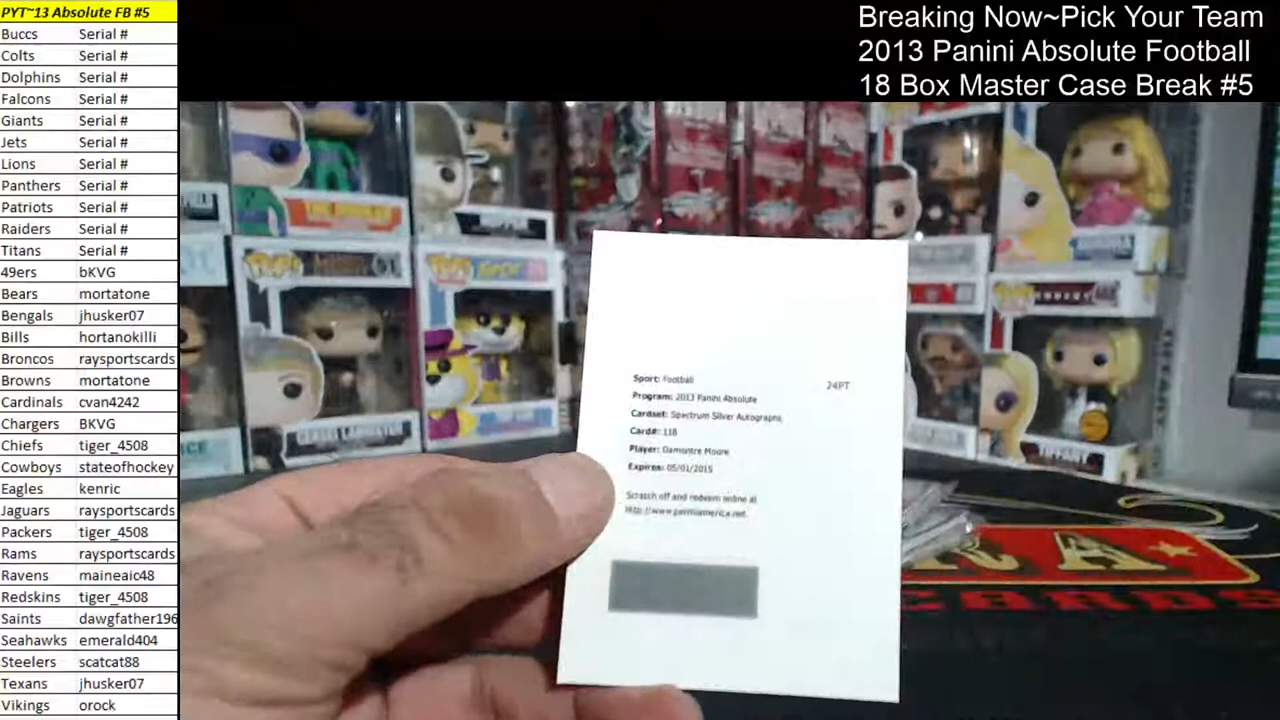 PYT~13 Absolute FB #5
Buccs Serial #
Colts Serial #
Dolphins Serial #
Falcons Serial #
Giants Serial #
Jets Serial #
Lions Serial #
Panthers Serial #
Patriots Serial #
Raiders Serial #
Titans Serial #
49ers bKVG
Bears mortatone
Bengals jhusker07
Bills hortanokilli
Broncos raysportscards
Browns mortatone
Cardinals cvan4242
Chargers BKVG
Chiefs tiger_4508
Cowboys stateofhockey
Eagles kenric
Jaguars raysportscards
Packers tiger_4508
Rams raysportscards
Ravens maineaic48
Redskins tiger_4508
Saints dawgfather196
Seahawks emerald404
Steelers scatcat88
Texans jhusker07
Vikings orock
Breaking Now~Pick Your Team
2013 Panini Absolute Football
18 Box Master Case Break #5
Sport: Football
24PT
Program: 2013 Panini Absolute
Cardset: Spectrum Silver Autographs
Card#: 118
Player: Damontre Moore
Expires: 05/01/2015
Scratch off and redeem online at
http://www.paniniamerica.net.
RA
CARDS
TIFFANY